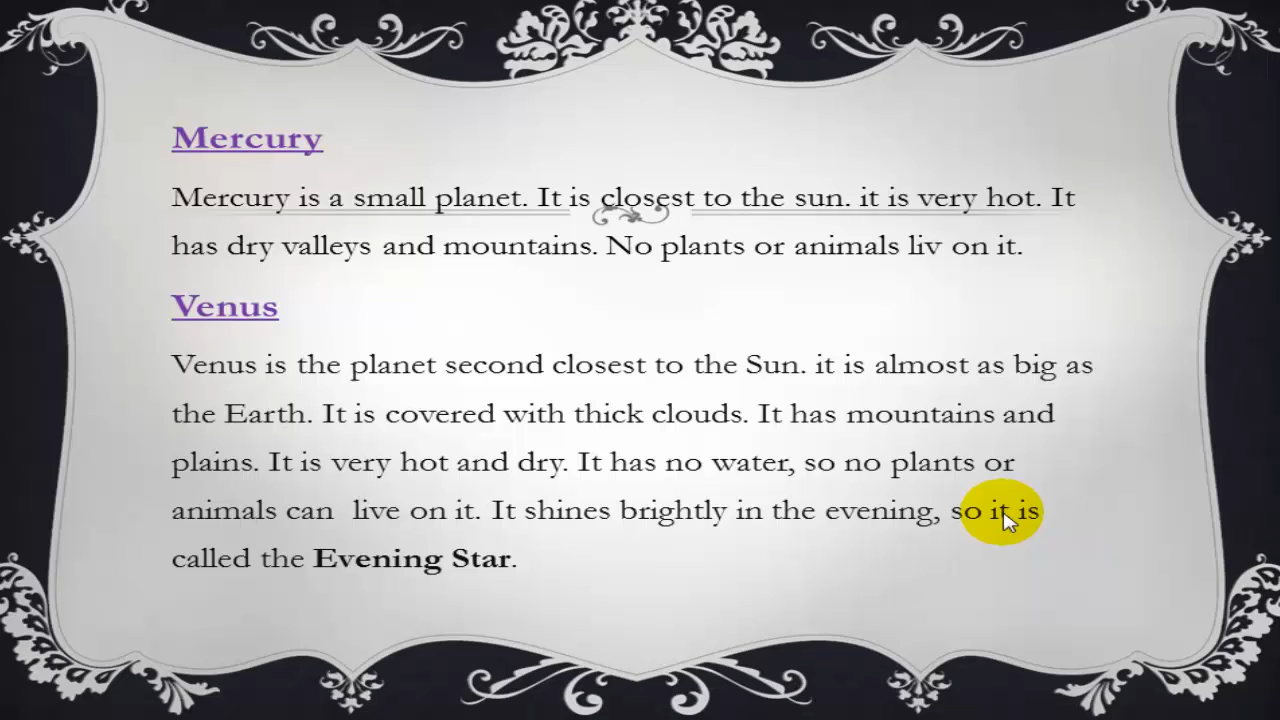 Mercury
Mercury is a small planet. It is closest to the sun. it is very hot. It
has dry valleys and mountains. No plants or animals liv on it.
Venus
Venus is the planet second closest to the Sun. it is almost as big as
the Earth. It is covered with thick clouds. It has mountains and
plains. It is very hot and dry. It has no water, so no plants or
animals can  live on it. It shines brightly in the evening, so it is
called the Evening Star.